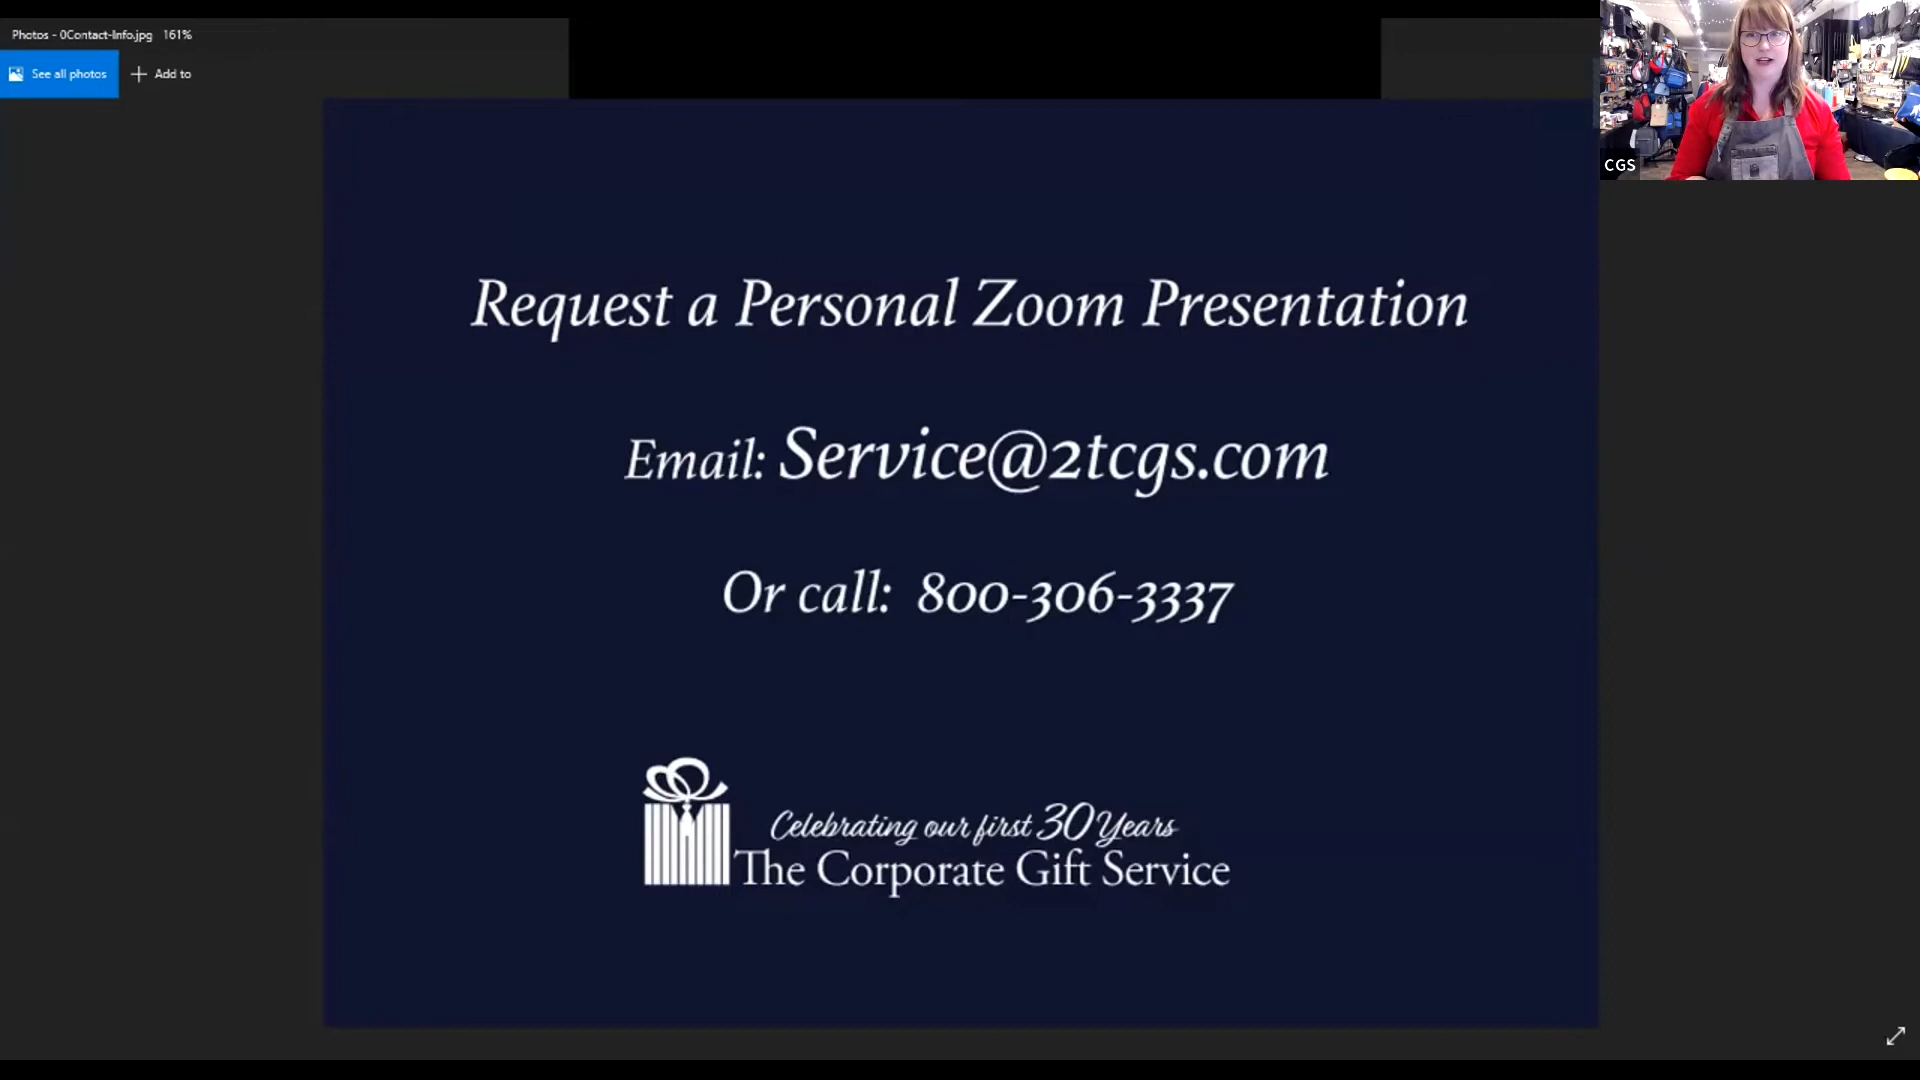 Photos - 0Contact-Info.jpg 161%
See all photos
Add to
CGS
Request a Personal Zoom Presentation
Email: Service@2tcgs.com
Or call: 800-306-3337
Celebrating our first 30 Years
The Corporate Gift Service